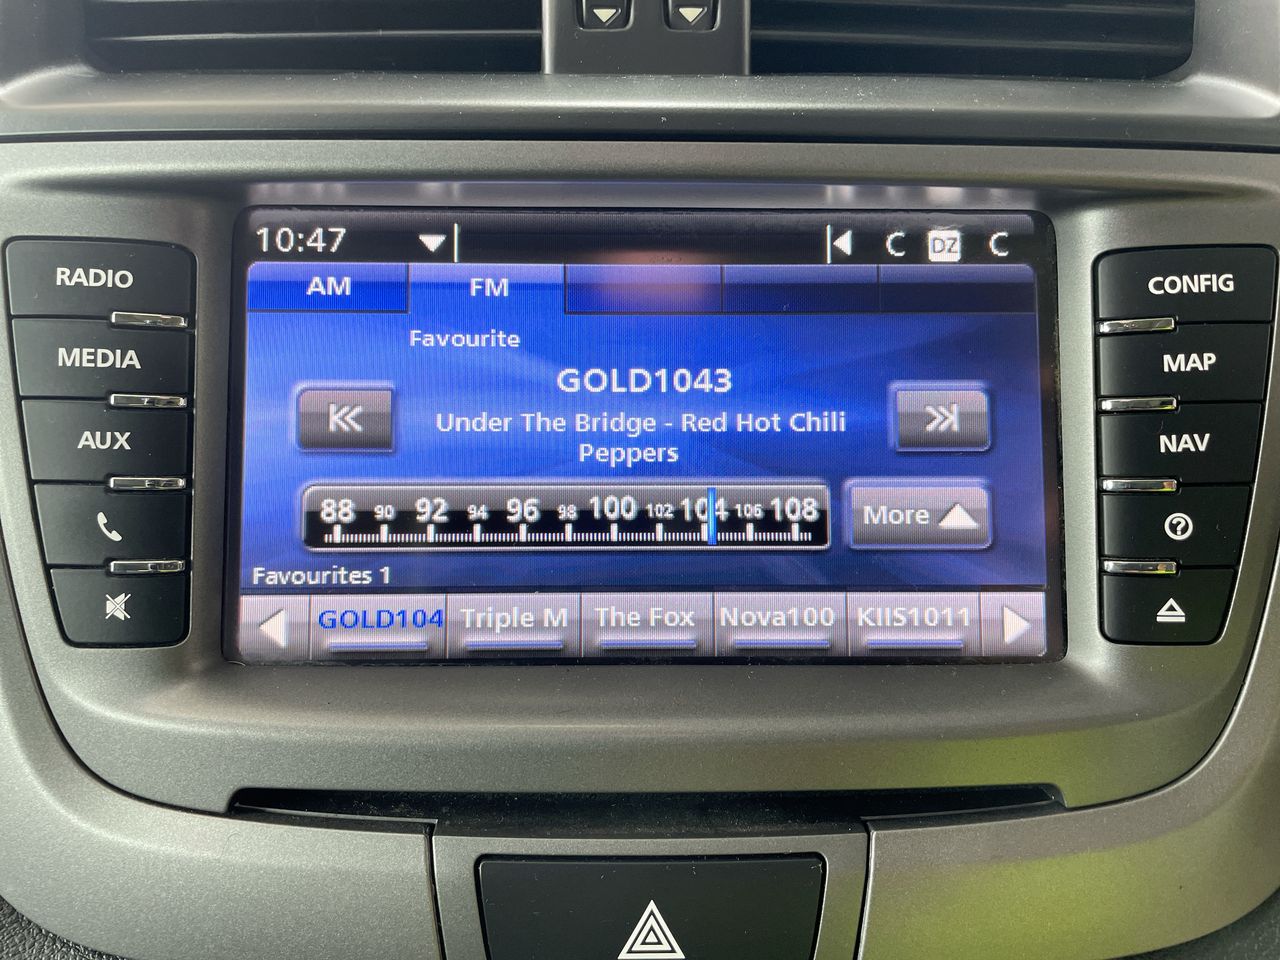 10:47 C DZ C
AM FM
Favourite
GOLD1043
Under The Bridge - Red Hot Chili
Peppers
88 90 92 94 96 98 100 102 104 106 108
More
Favourites 1
GOLD104 Triple M The Fox Nova100 KIIS1011
RADIO
MEDIA
AUX
CONFIG
MAP
NAV
?